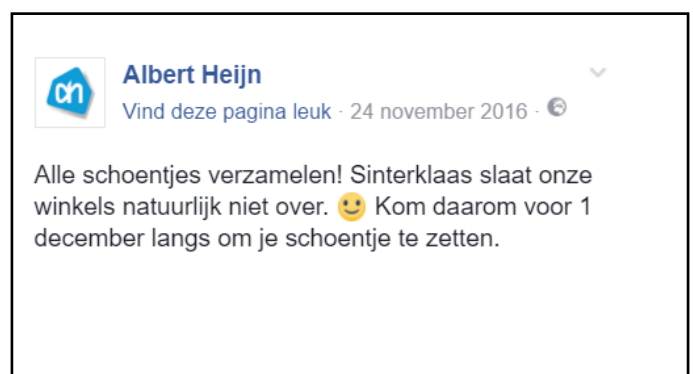 ah
Albert Heijn
Vind deze pagina leuk · 24 november 2016 ·
Alle schoentjes verzamelen! Sinterklaas slaat onze
winkels natuurlijk niet over. 🙂 Kom daarom voor 1
december langs om je schoentje te zetten.